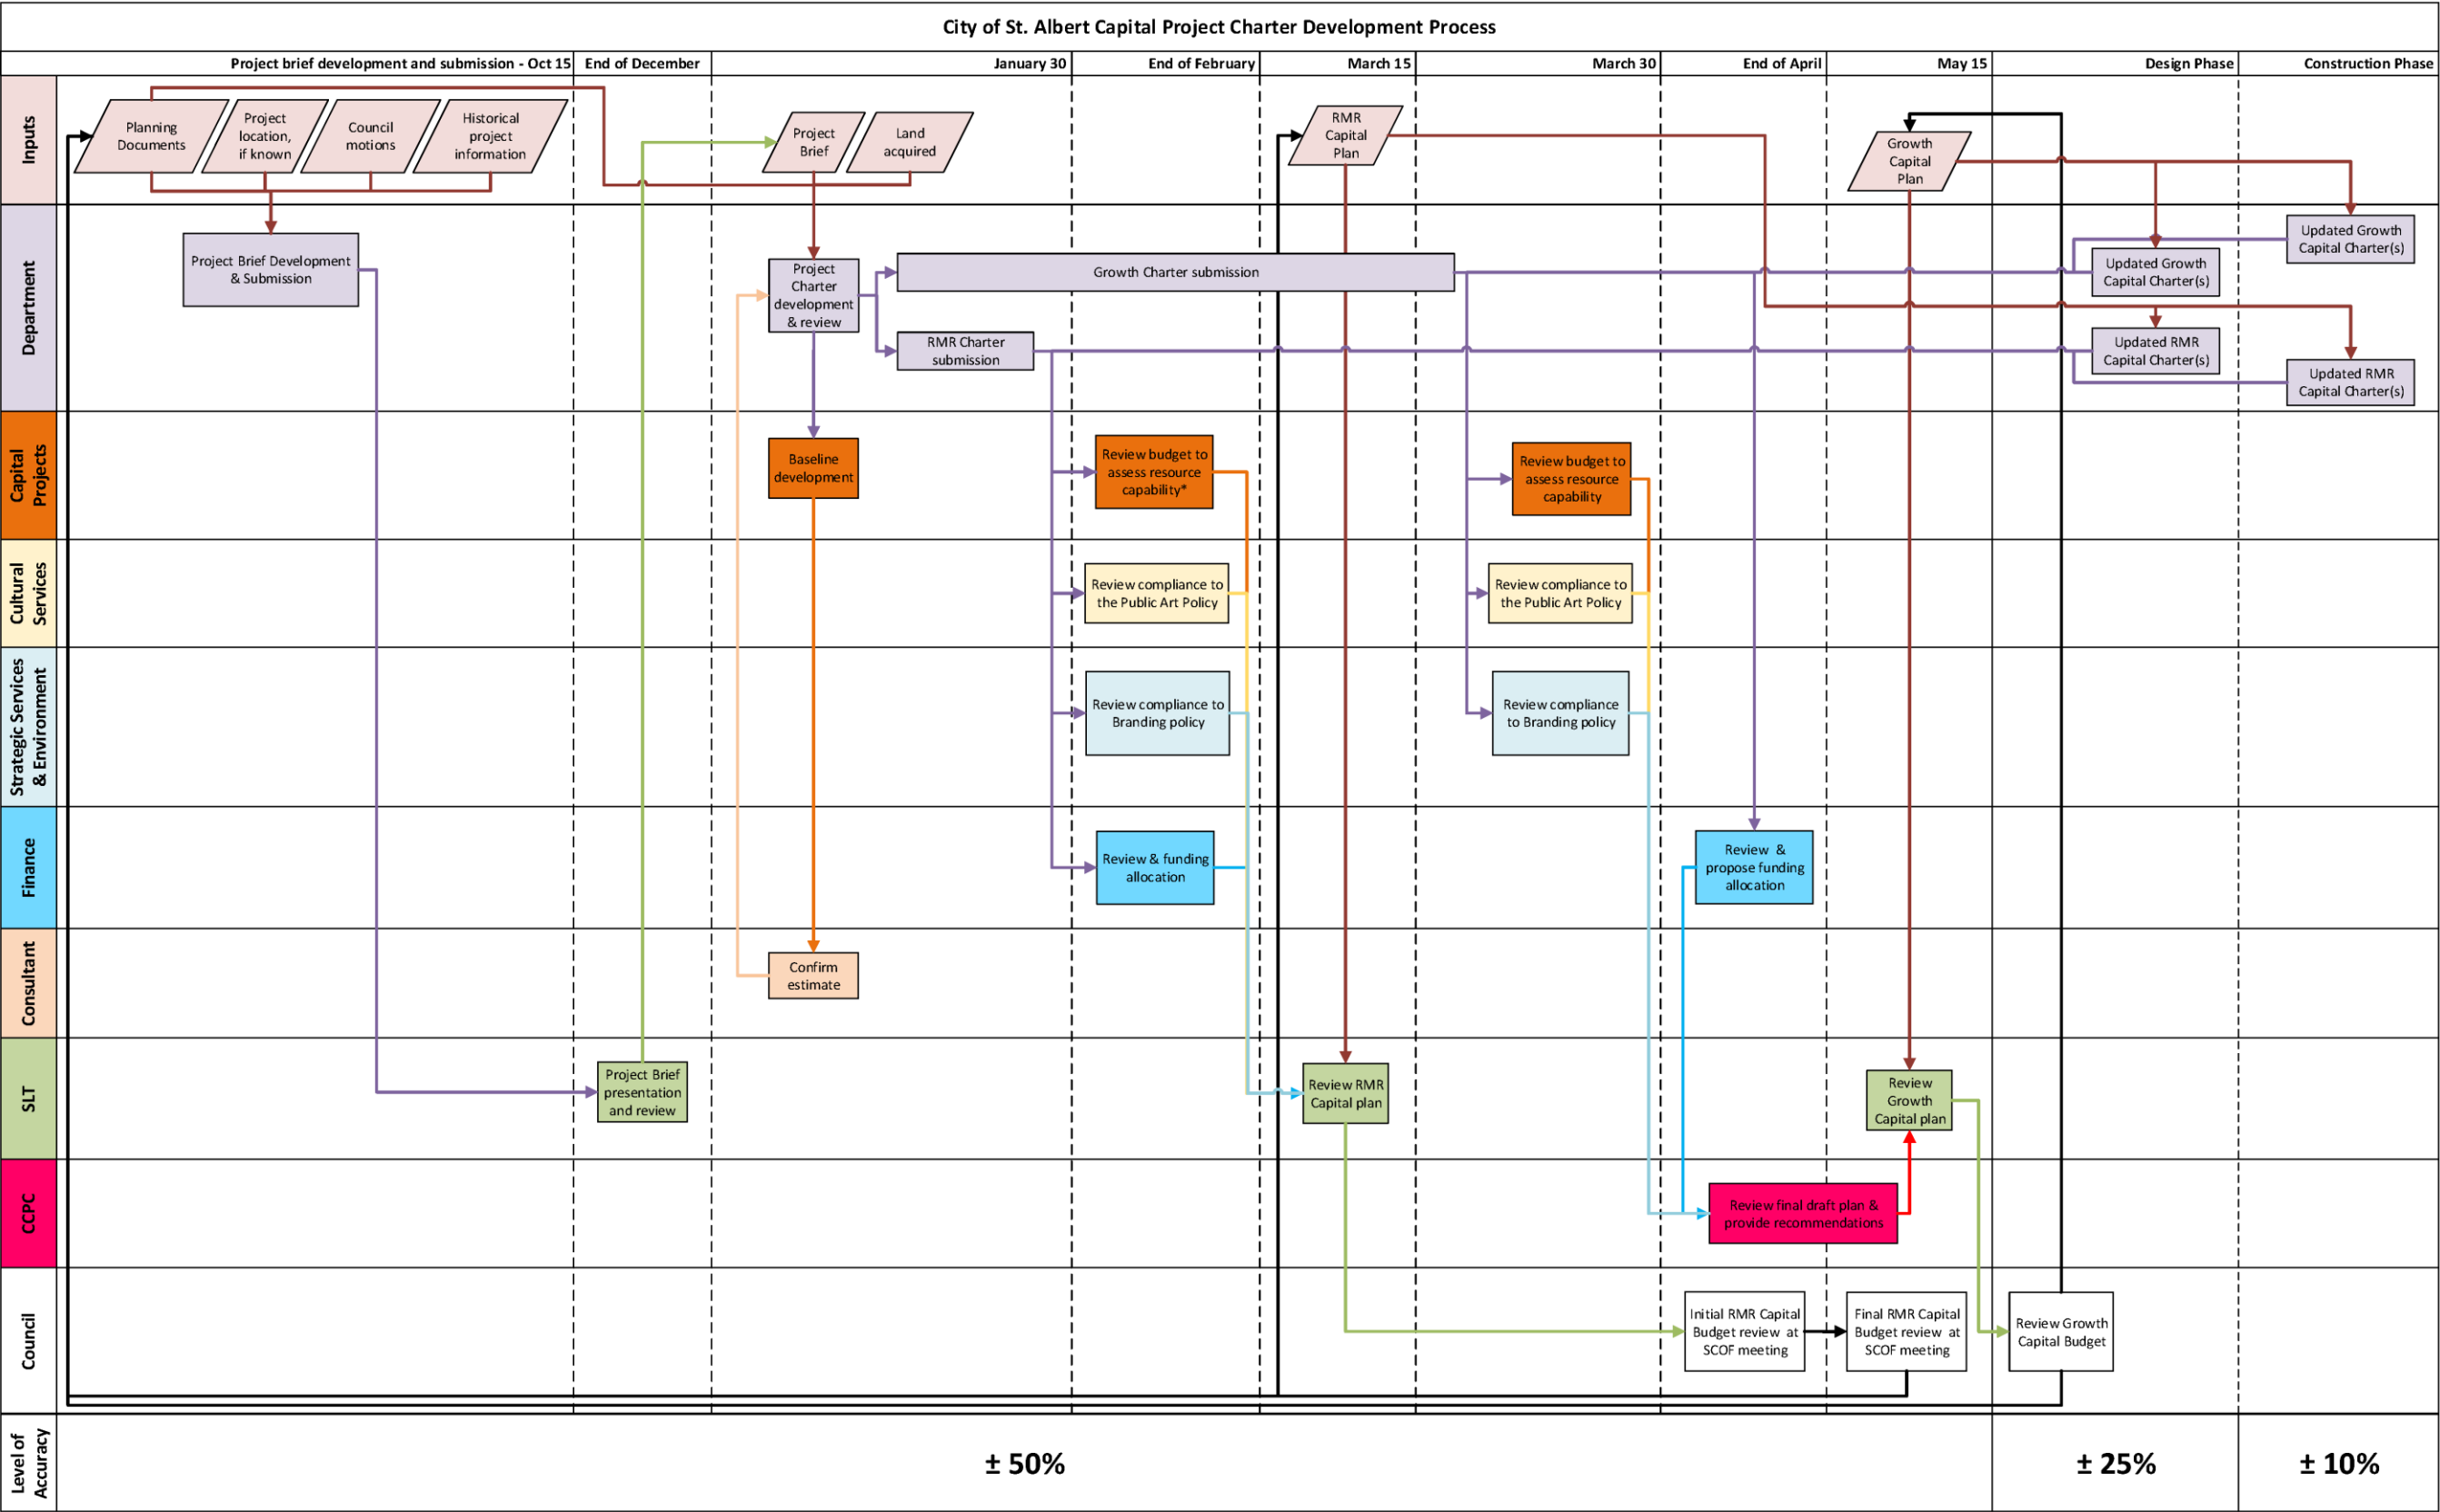 City of St. Albert Capital Project Charter Development Process
Project brief development and submission - Oct 15
End of December
January 30
End of February
March 15
March 30
End of April
May 15
Design Phase
Construction Phase
Inputs
Planning
Documents
Project
location,
if known
Council
motions
Historical
project
information
Project
Brief
Land
acquired
RMR
Capital
Plan
Growth
Capital
Plan
Department
Project Brief Development
& Submission
Project
Charter
development
& review
Growth Charter submission
RMR Charter
submission
Updated Growth
Capital Charter(s)
Updated RMR
Capital Charter(s)
Updated Growth
Capital Charter(s)
Updated RMR
Capital Charter(s)
Capital
Projects
Baseline
development
Review budget to
assess resource
capability*
Review budget to
assess resource
capability
Cultural
Services
Review compliance to
the Public Art Policy
Review compliance to
the Public Art Policy
Strategic Services
& Environment
Review compliance to
Branding policy
Review compliance
to Branding policy
Finance
Review & funding
allocation
Review &
propose funding
allocation
Consultant
Confirm
estimate
SLT
Project Brief
presentation
and review
Review RMR
Capital plan
Review
Growth
Capital plan
CCPC
Review final draft plan &
provide recommendations
Council
Initial RMR Capital
Budget review at
SCOF meeting
Final RMR Capital
Budget review at
SCOF meeting
Review Growth
Capital Budget
Level of
Accuracy
± 50%
± 25%
± 10%